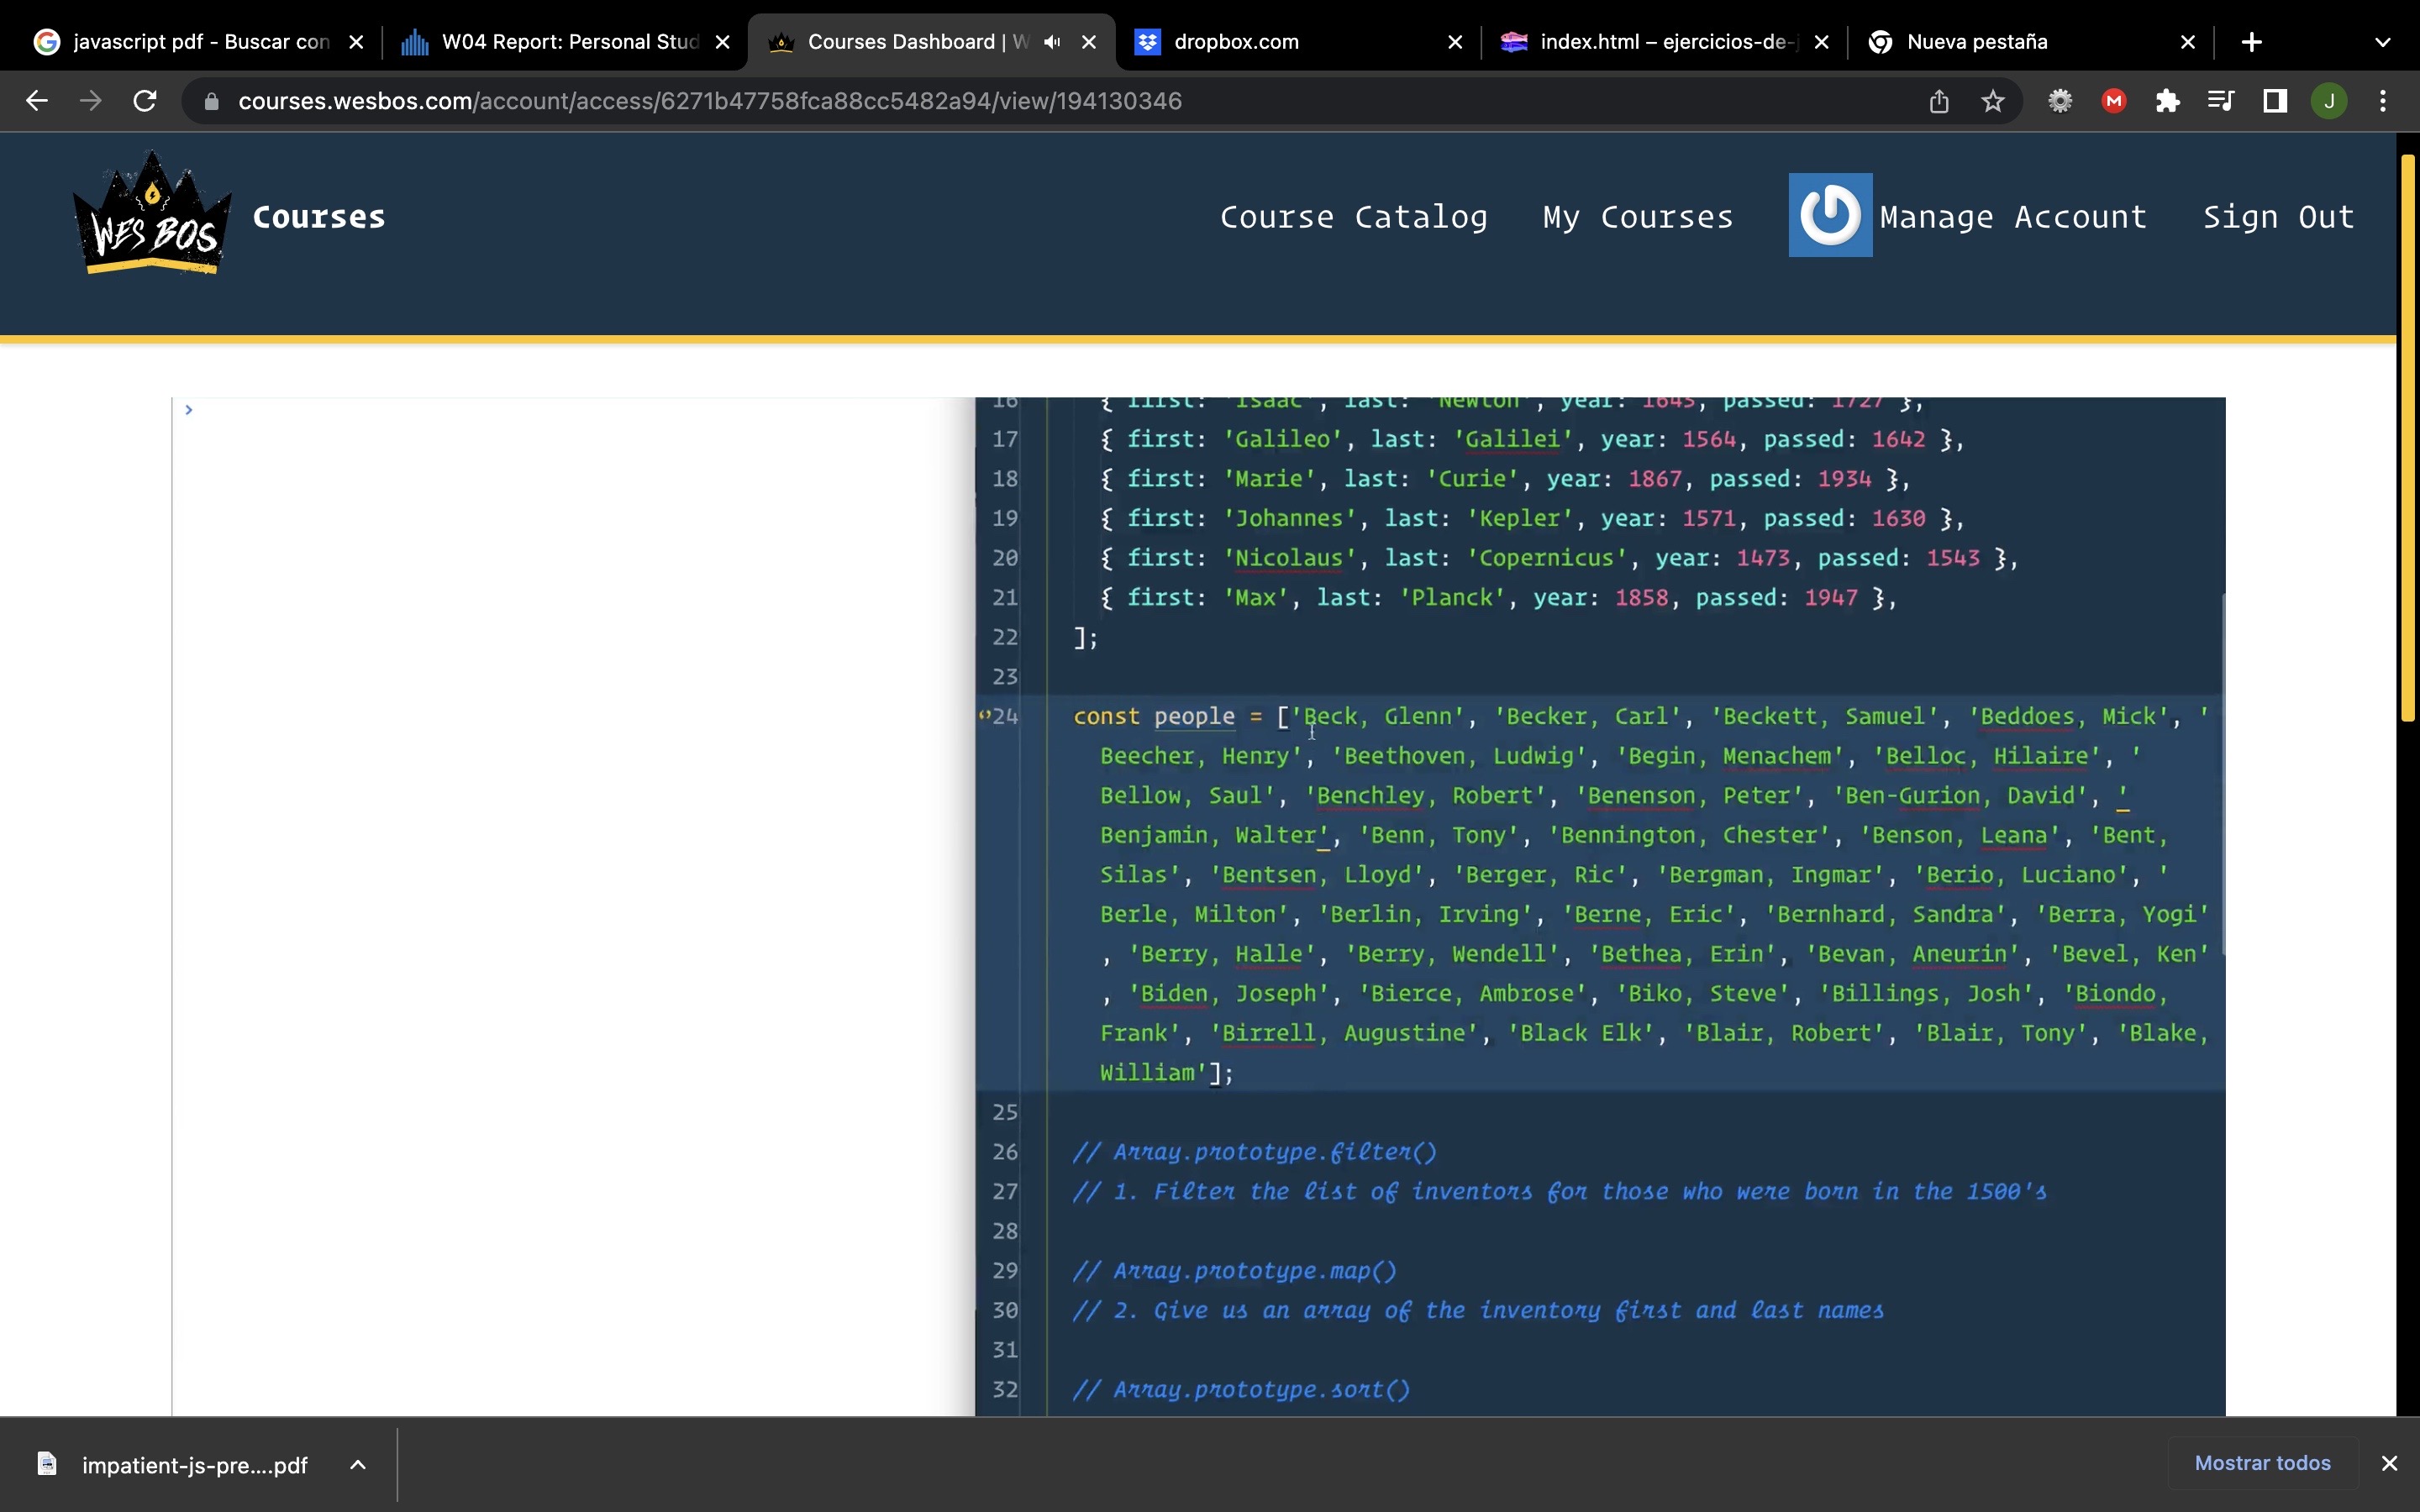 javascript pdf - Buscar con
W04 Report: Personal Stud
Courses Dashboard | W
dropbox.com
index.html – ejercicios-de-j
Nueva pestaña
courses.wesbos.com/account/access/6271b47758fca88cc5482a94/view/194130346
M
J
WES BOS
Courses
Course Catalog
My Courses
Manage Account
Sign Out
>
16 { first: 'Isaac', last: 'Newton', year: 1643, passed: 1727 },
17 { first: 'Galileo', last: 'Galilei', year: 1564, passed: 1642 },
18 { first: 'Marie', last: 'Curie', year: 1867, passed: 1934 },
19 { first: 'Johannes', last: 'Kepler', year: 1571, passed: 1630 },
20 { first: 'Nicolaus', last: 'Copernicus', year: 1473, passed: 1543 },
21 { first: 'Max', last: 'Planck', year: 1858, passed: 1947 },
22 ];
23
24 const people = ['Beck, Glenn', 'Becker, Carl', 'Beckett, Samuel', 'Beddoes, Mick', '
Beecher, Henry', 'Beethoven, Ludwig', 'Begin, Menachem', 'Belloc, Hilaire', '
Bellow, Saul', 'Benchley, Robert', 'Benenson, Peter', 'Ben-Gurion, David', '
Benjamin, Walter', 'Benn, Tony', 'Bennington, Chester', 'Benson, Leana', 'Bent,
Silas', 'Bentsen, Lloyd', 'Berger, Ric', 'Bergman, Ingmar', 'Berio, Luciano', '
Berle, Milton', 'Berlin, Irving', 'Berne, Eric', 'Bernhard, Sandra', 'Berra, Yogi'
, 'Berry, Halle', 'Berry, Wendell', 'Bethea, Erin', 'Bevan, Aneurin', 'Bevel, Ken'
, 'Biden, Joseph', 'Bierce, Ambrose', 'Biko, Steve', 'Billings, Josh', 'Biondo,
Frank', 'Birrell, Augustine', 'Black Elk', 'Blair, Robert', 'Blair, Tony', 'Blake,
William'];
25
26 // Array.prototype.filter()
27 // 1. Filter the list of inventors for those who were born in the 1500's
28
29 // Array.prototype.map()
30 // 2. Give us an array of the inventory first and last names
31
32 // Array.prototype.sort()
impatient-js-pre....pdf
Mostrar todos